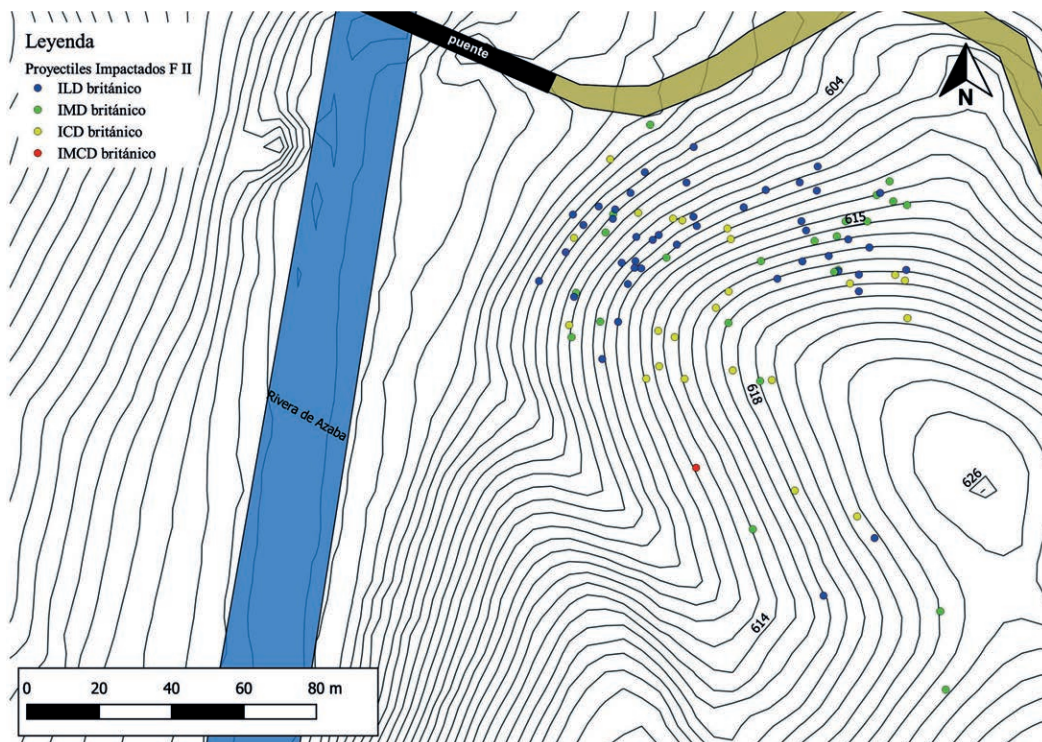 Leyenda
Proyectiles Impactados F II
ILD británico
IMD británico
ICD británico
IMCD británico
puente
604
N
615
Rivera de Azaba
618
626
614
0 20 40 60 80 m